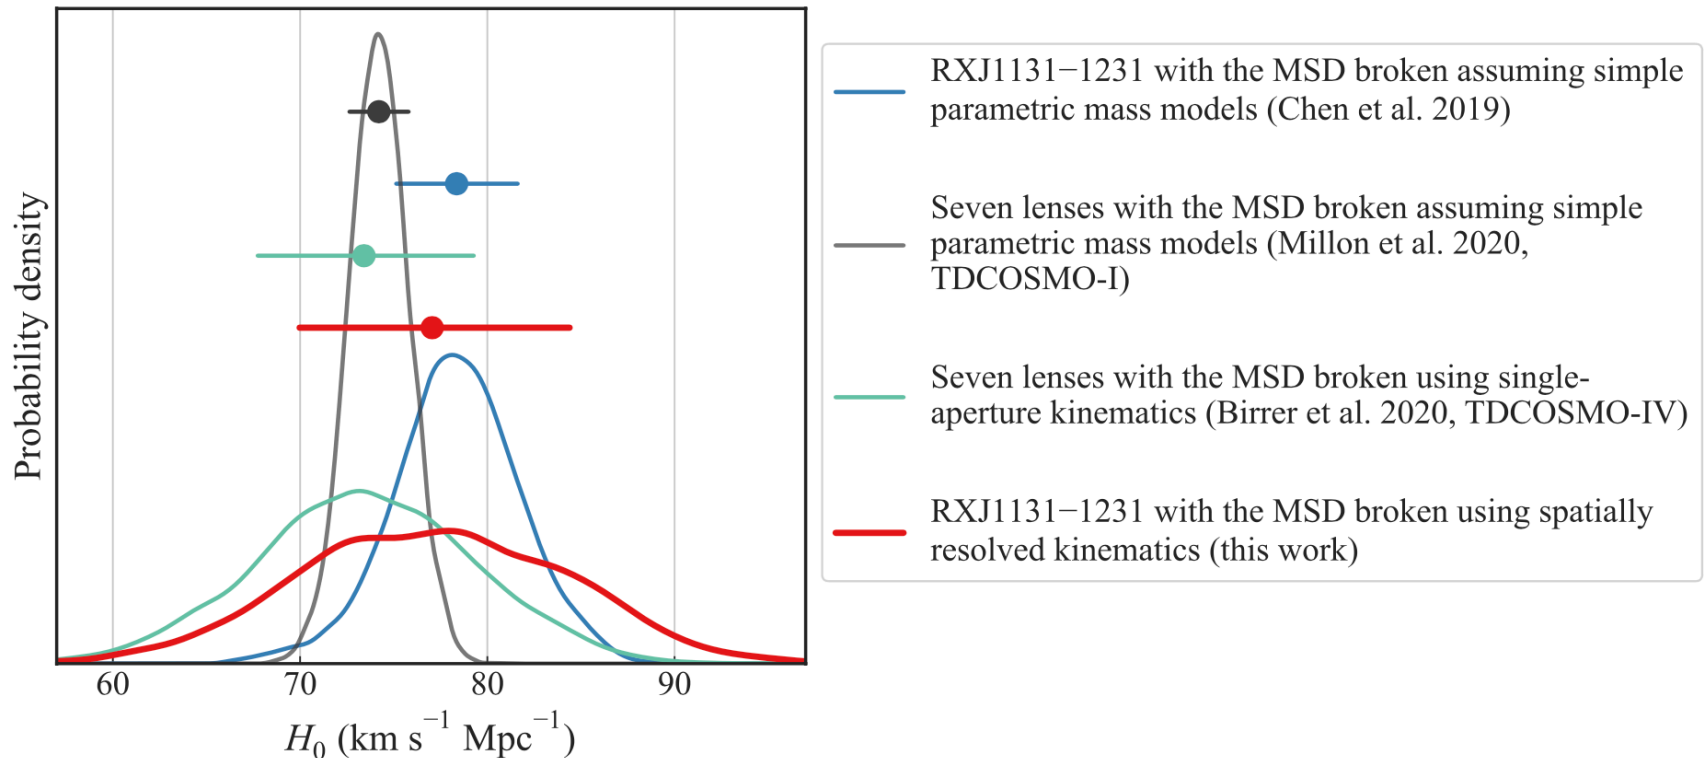 Probability density
60 70 80 90
H₀ (km s⁻¹ Mpc⁻¹)
RXJ1131−1231 with the MSD broken assuming simple
parametric mass models (Chen et al. 2019)
Seven lenses with the MSD broken assuming simple
parametric mass models (Millon et al. 2020,
TDCOSMO-I)
Seven lenses with the MSD broken using single-
aperture kinematics (Birrer et al. 2020, TDCOSMO-IV)
RXJ1131−1231 with the MSD broken using spatially
resolved kinematics (this work)